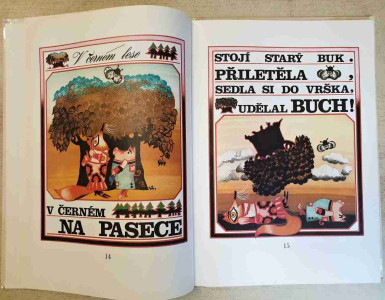 V černém lese
V ČERNÉM
NA PASECE
14
STOJÍ STARÝ BUK.
PŘILETĚLA ,
SEDLA SI DO VRŠKA,
UDĚLAL BUCH!
15